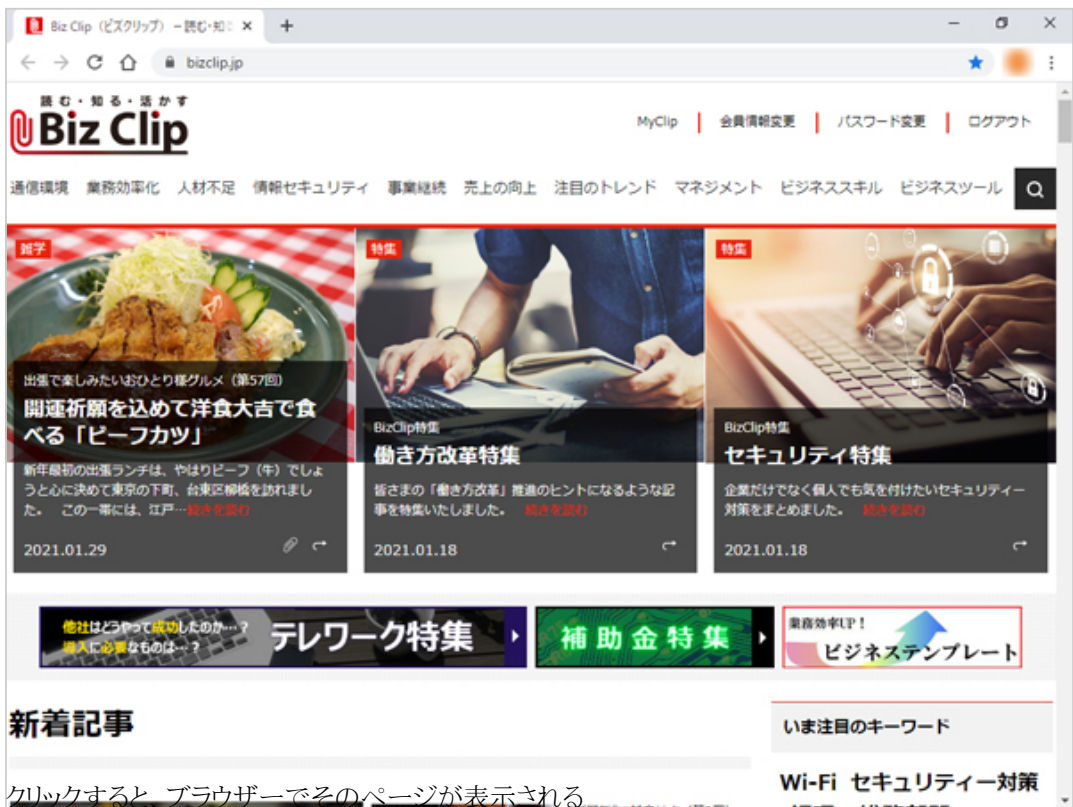 Biz Clip（ビズクリップ）－読む・知
bizclip.jp
読む・知る・活かす
Biz Clip
MyClip
会員情報変更
パスワード変更
ログアウト
通信環境 業務効率化 人材不足 情報セキュリティ 事業継続 売上の向上 注目のトレンド マネジメント ビジネススキル ビジネスツール
雑学
出張で楽しみたいおひとり様グルメ（第57回）
開運祈願を込めて洋食大吉で食
べる「ビーフカツ」
新年最初の出張ランチは、やはりビーフ（牛）でしょ
うと心に決めて東京の下町、台東区柳橋を訪れまし
た。 この一帯には、江戸…続きを読む
2021.01.29
特集
BizClip特集
働き方改革特集
皆さまの「働き方改革」推進のヒントになるような記
事を特集いたしました。 続きを読む
2021.01.18
特集
BizClip特集
セキュリティ特集
企業だけでなく個人でも気を付けたいセキュリティー
対策をまとめました。 続きを読む
2021.01.18
他社はどうやって成功したのか…？
導入に必要なものは…？
テレワーク特集
補助金特集
業務効率UP！
ビジネステンプレート
新着記事
いま注目のキーワード
Wi-Fi セキュリティー対策
クリックすると、ブラウザーでそのページが表示される